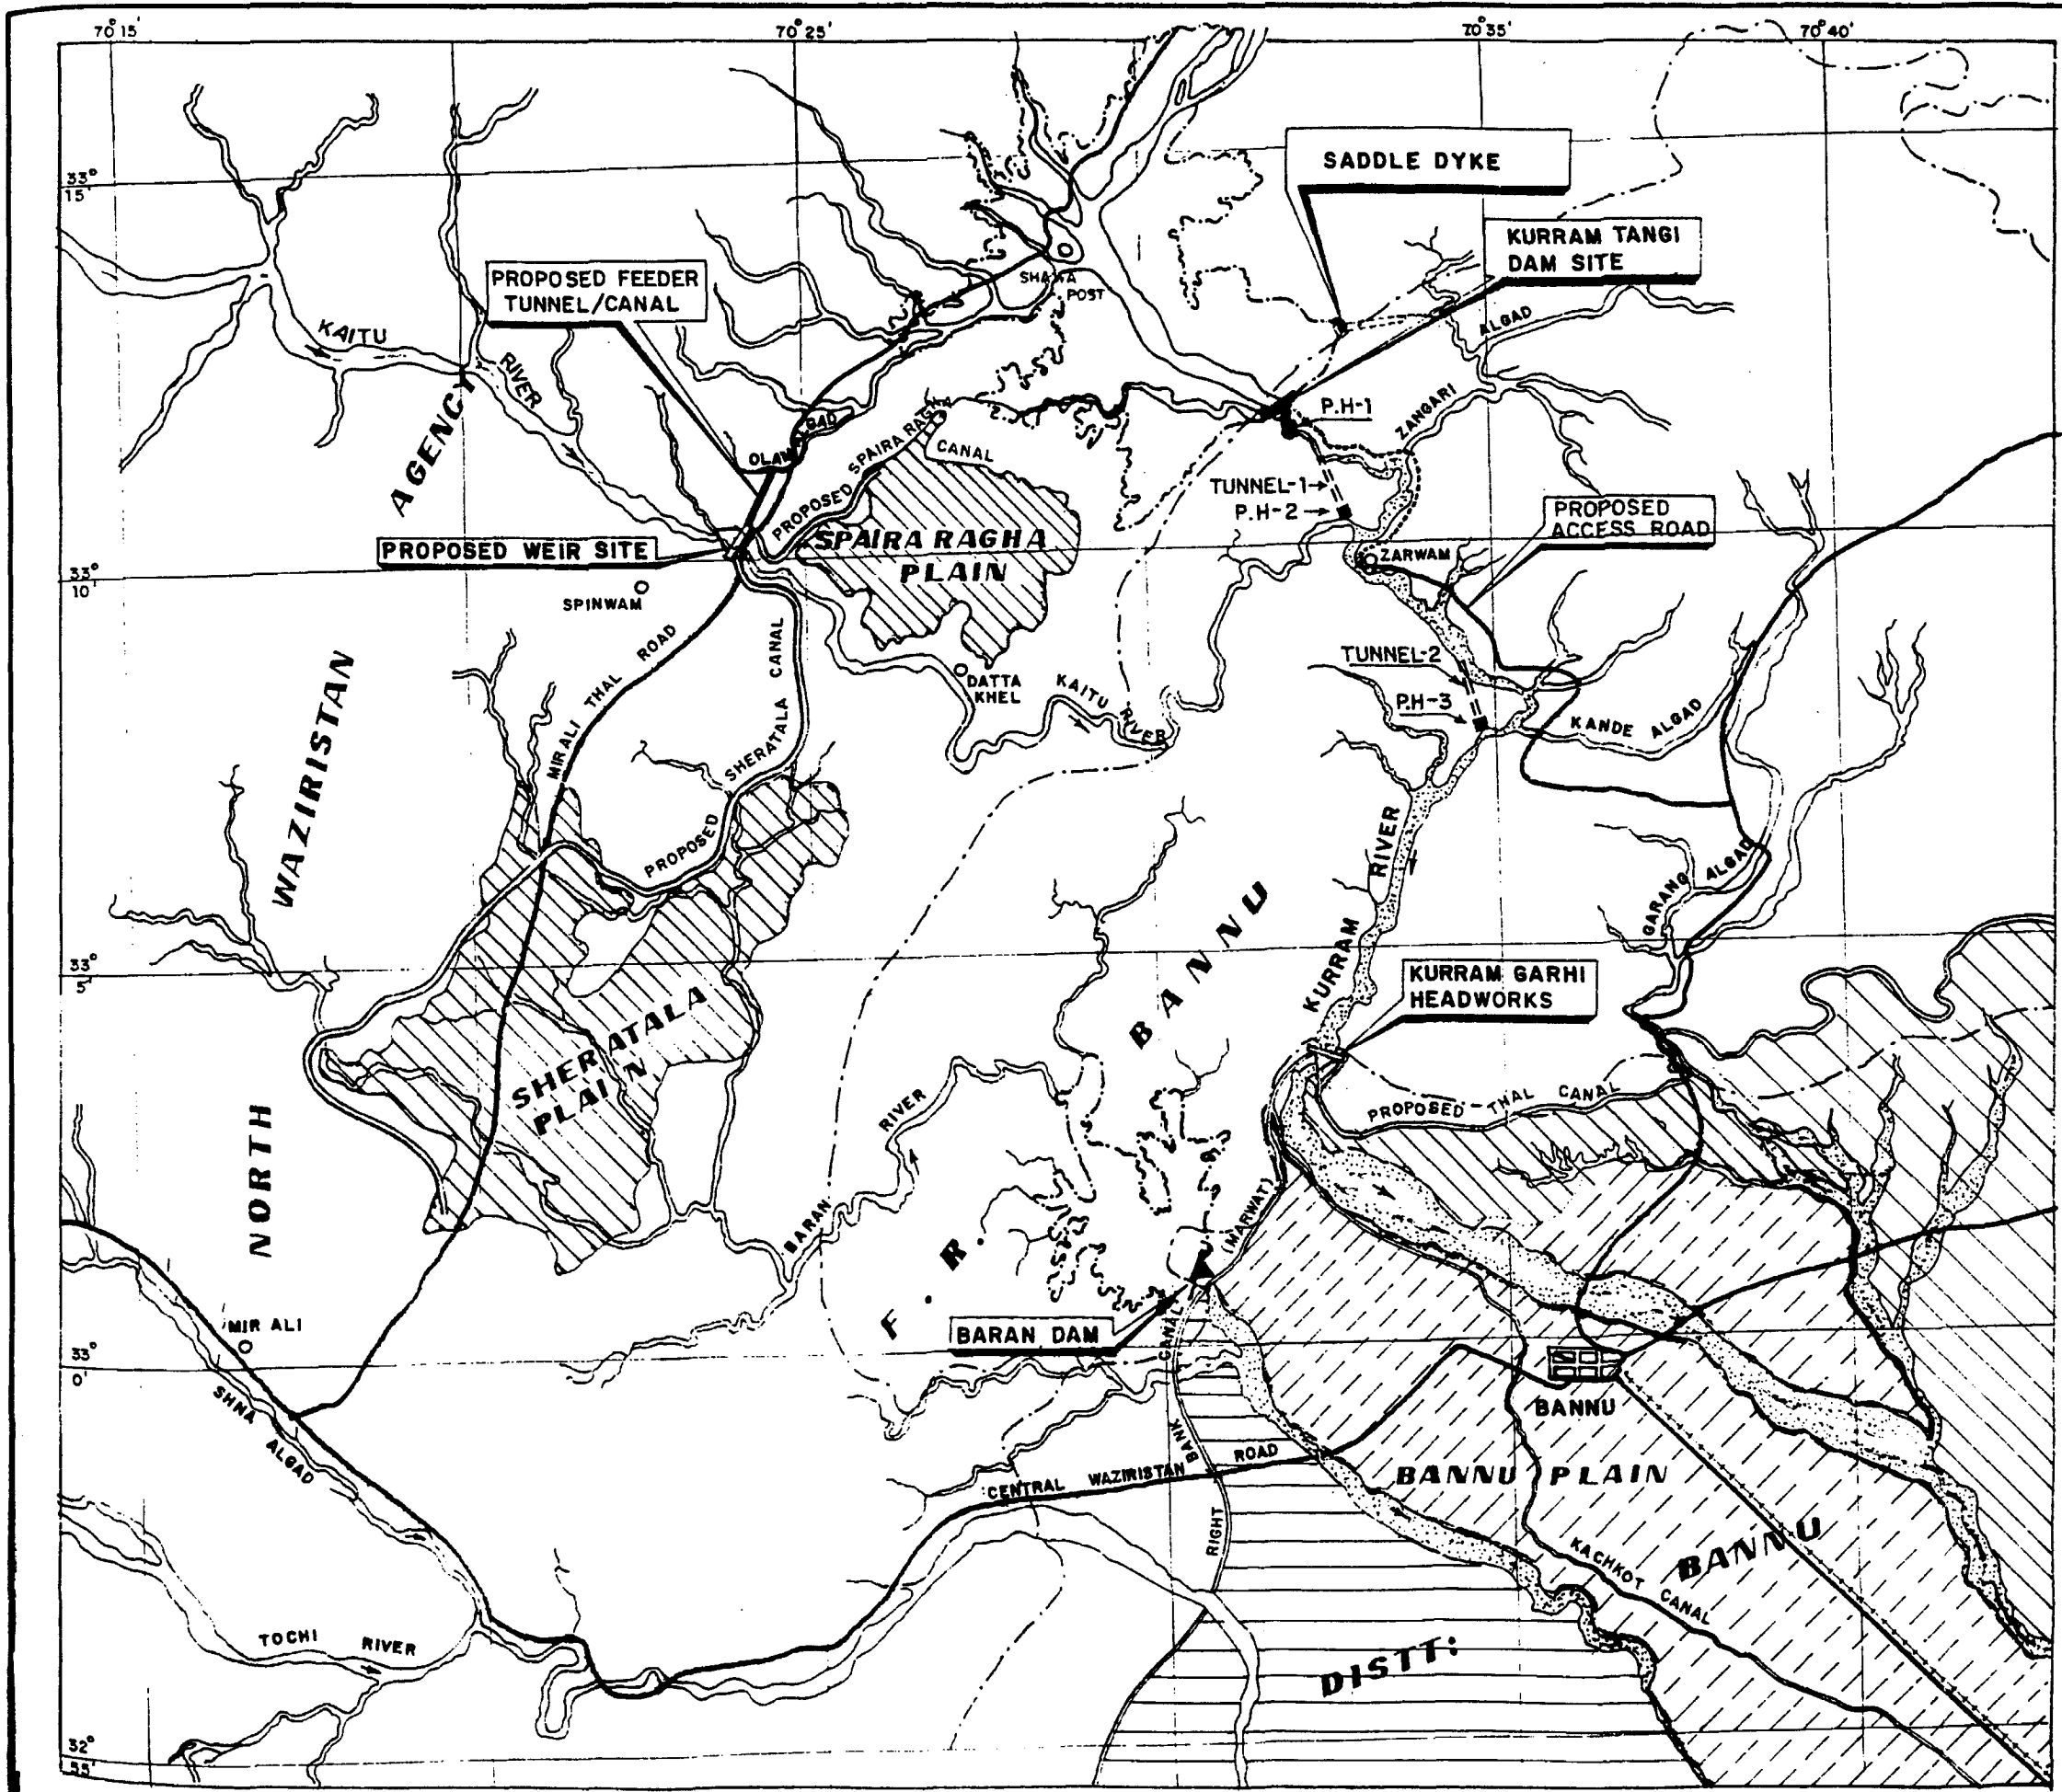 70° 15'
70° 25'
70° 35'
70° 40'
33°
15'
SADDLE DYKE
KURRAM TANGI
DAM SITE
PROPOSED FEEDER
TUNNEL/CANAL
SHAWA
POST
KAITU
RIVER
ALGAD
AGENCY
P.H-1
ZANGARI
OLAM ALGAD
PROPOSED SPAIRA RAGHA
CANAL
TUNNEL-1
P.H-2
PROPOSED
ACCESS ROAD
PROPOSED WEIR SITE
SPAIRA RAGHA
PLAIN
ZARWAM
33°
10'
SPINWAM
MIR ALI THAL ROAD
PROPOSED SHERATALA CANAL
DATTA
KHEL
KAITU RIVER
TUNNEL-2
P.H-3
KANDE ALGAD
WAZIRISTAN
KURRAM RIVER
GARANG ALGAD
BANNU
33°
5'
KURRAM GARHI
HEADWORKS
SHERATALA
PLAIN
PROPOSED THAL CANAL
BARAN RIVER
NORTH
F. R.
(MARWAT)
BARAN DAM
MIR ALI
33°
0'
SHNA ALGAD
RIGHT BANK CANAL
BANNU
CENTRAL WAZIRISTAN ROAD
BANNU PLAIN
BANNU
KACHKOT CANAL
TOCHI RIVER
DISTT:
32°
55'